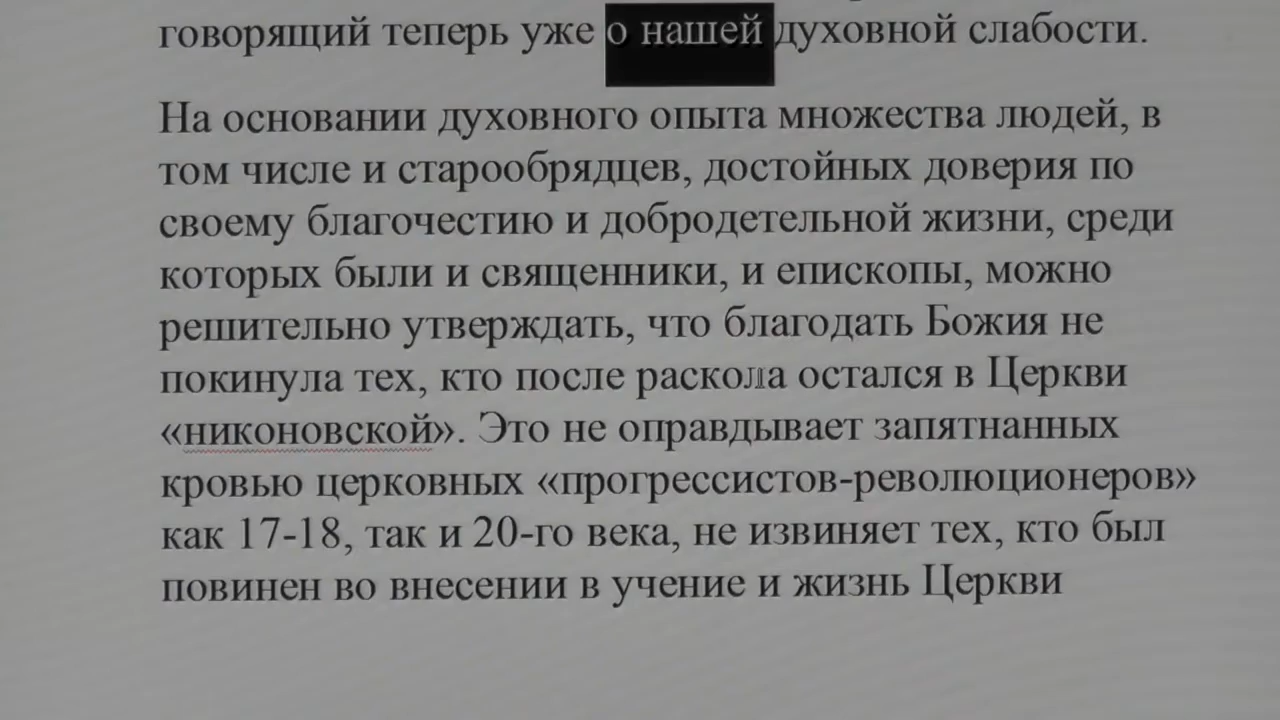 говорящий теперь уже о нашей духовной слабости.
На основании духовного опыта множества людей, в
том числе и старообрядцев, достойных доверия по
своему благочестию и добродетельной жизни, среди
которых были и священники, и епископы, можно
решительно утверждать, что благодать Божия не
покинула тех, кто после раскола остался в Церкви
«никоновской». Это не оправдывает запятнанных
кровью церковных «прогрессистов-революционеров»
как 17-18, так и 20-го века, не извиняет тех, кто был
повинен во внесении в учение и жизнь Церкви